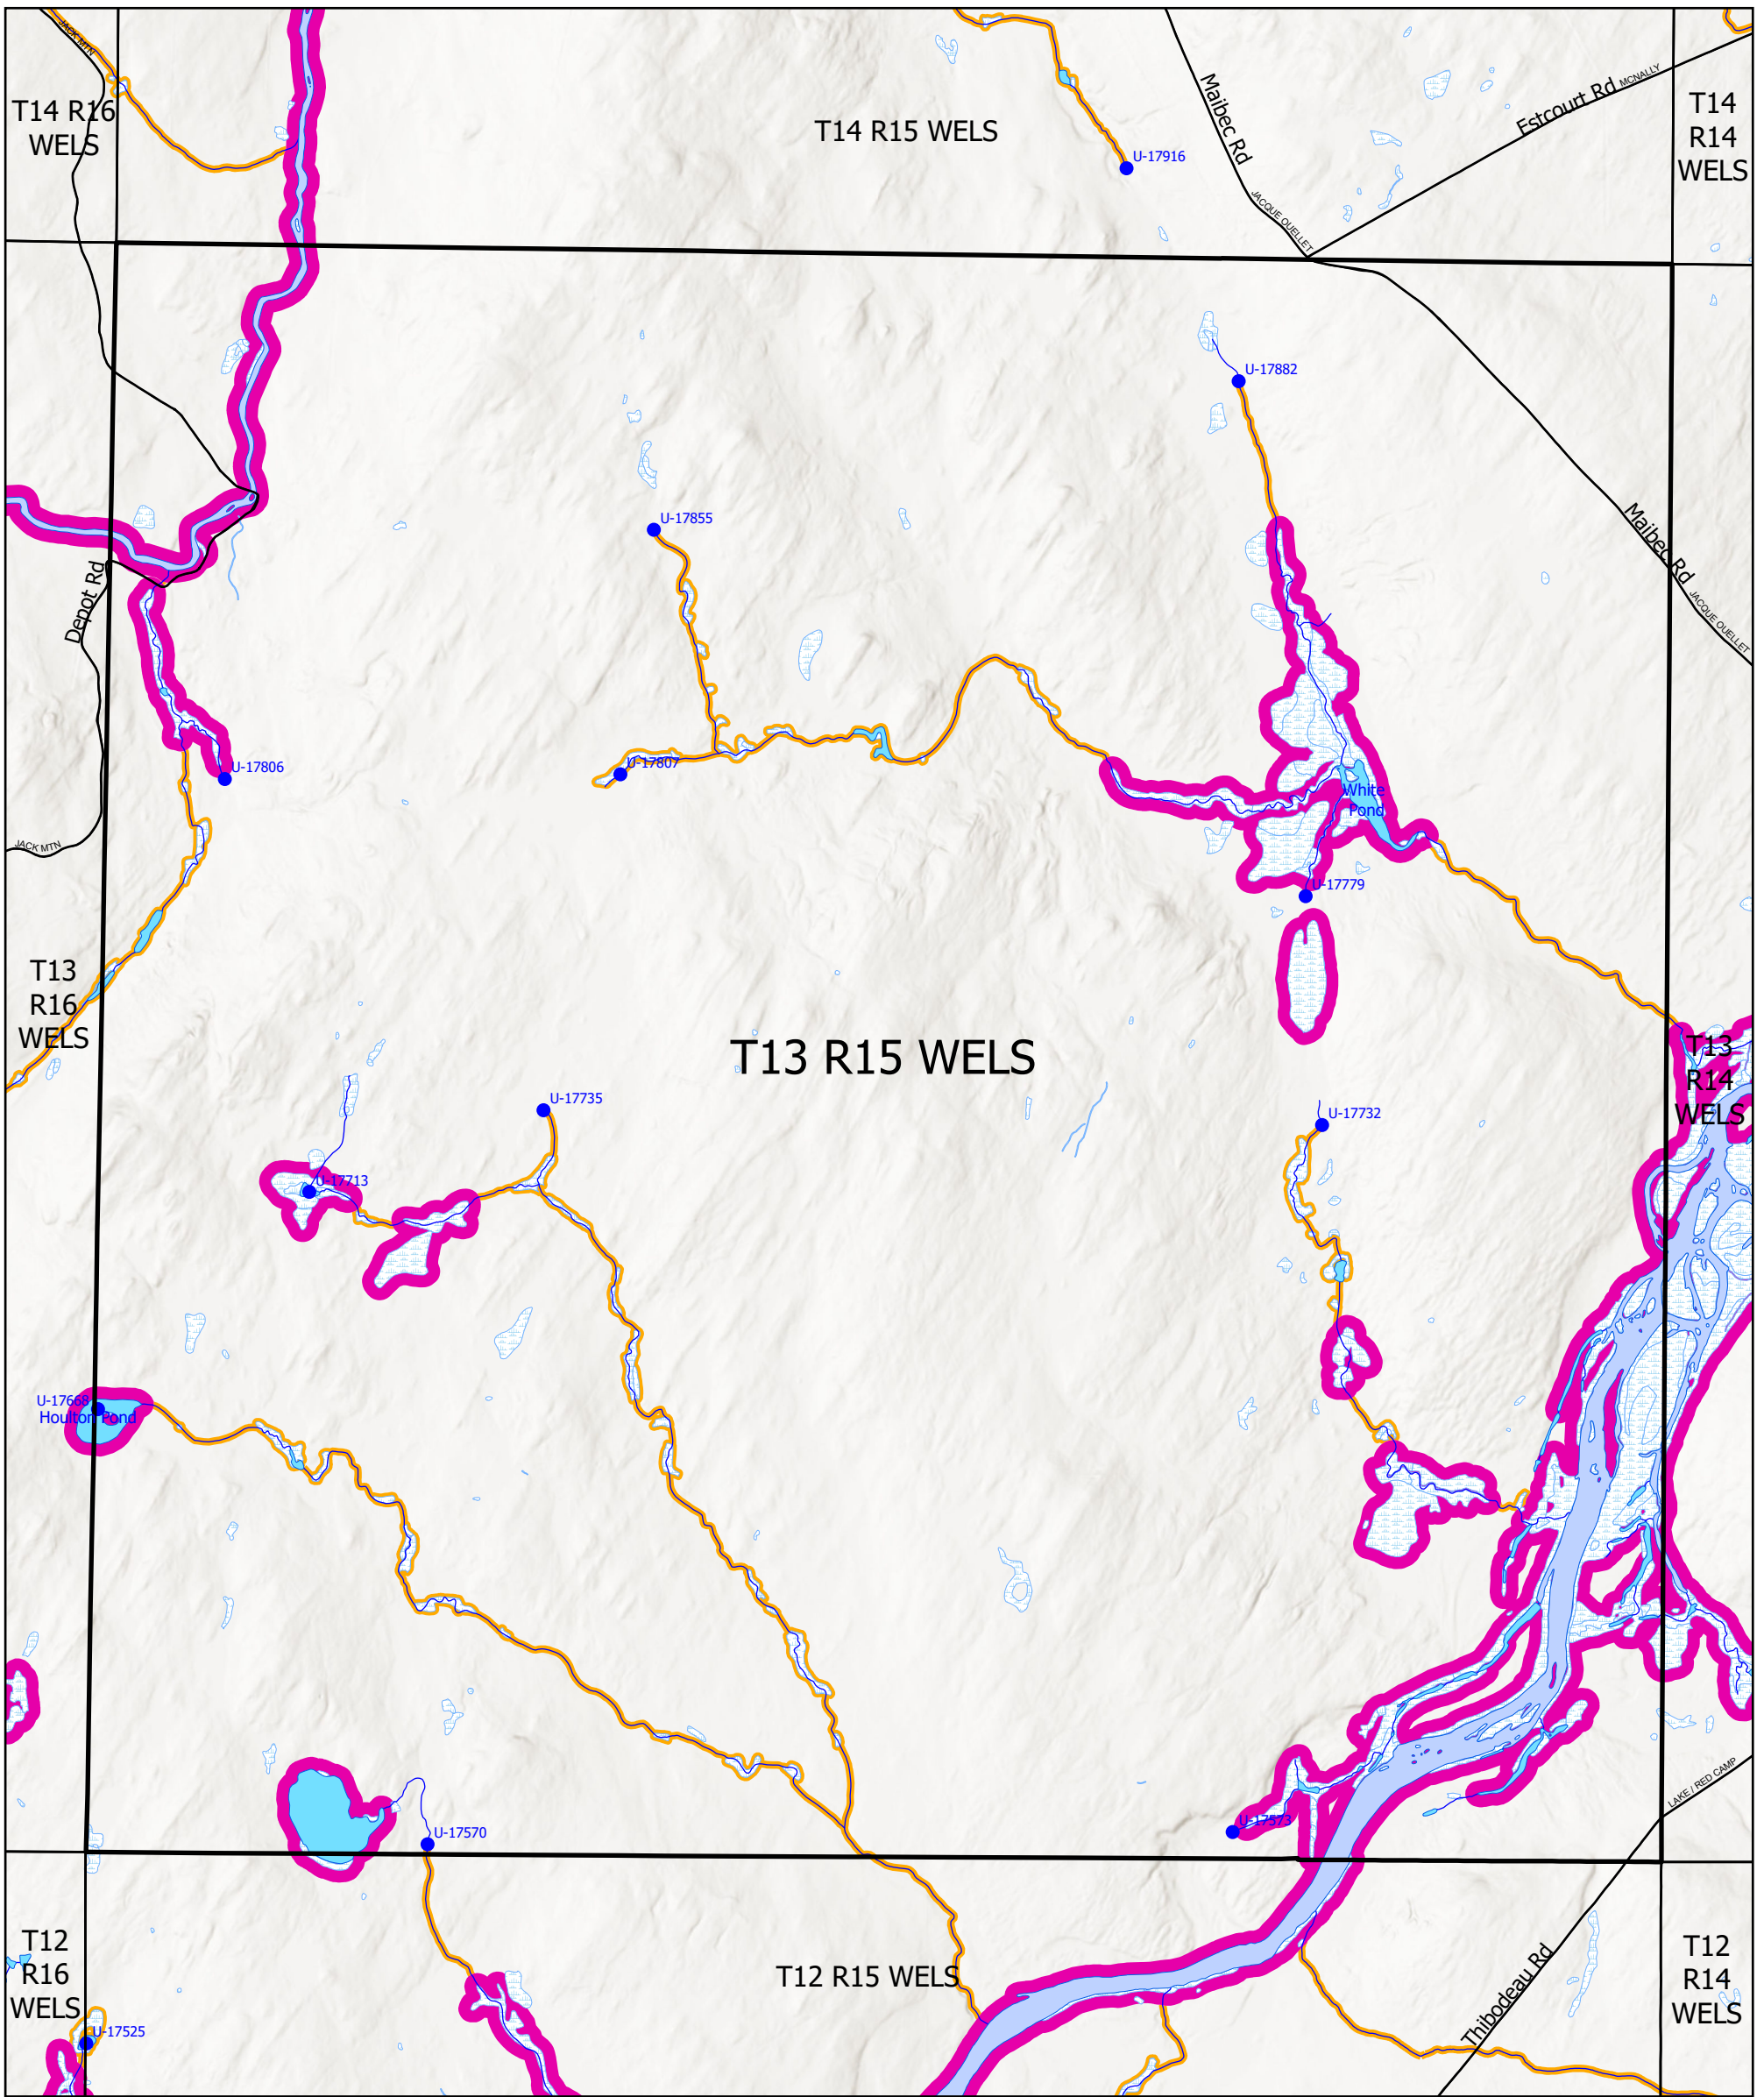 JACK MTN
T14 R16
WELS
T14 R15 WELS
Maibec Rd
JACQUE OUELLET
Estcourt Rd
MCNALLY
T14
R14
WELS
U-17916
U-17882
U-17855
Maibec Rd
JACQUE OUELLET
Depot Rd
U-17806
U-17807
White
Pond
JACK MTN
U-17779
T13
R16
WELS
T13 R15 WELS
T13
R14
WELS
U-17735
U-17732
U-17713
U-17668
Houlton Pond
LAKE / RED CAMP
U-17573
U-17570
T12
R16
WELS
T12 R15 WELS
Thibodeau Rd
T12
R14
WELS
U-17525